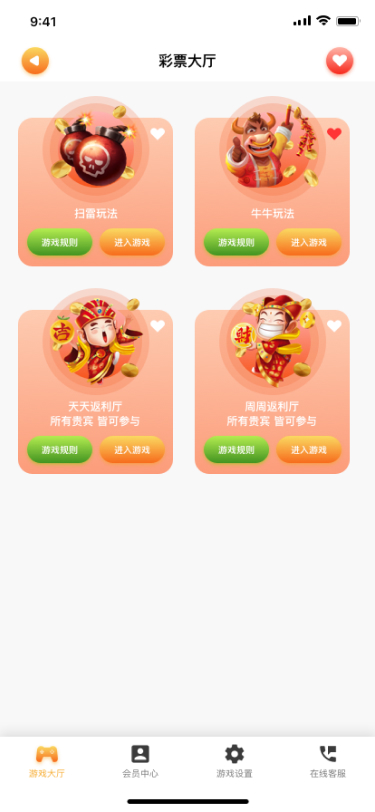 9:41
彩票大厅
扫雷玩法
牛牛玩法
游戏规则
进入游戏
游戏规则
进入游戏
吉
财
天天返利厅
所有贵宾 皆可参与
周周返利厅
所有贵宾 皆可参与
游戏规则
进入游戏
游戏规则
进入游戏
游戏大厅
会员中心
游戏设置
在线客服